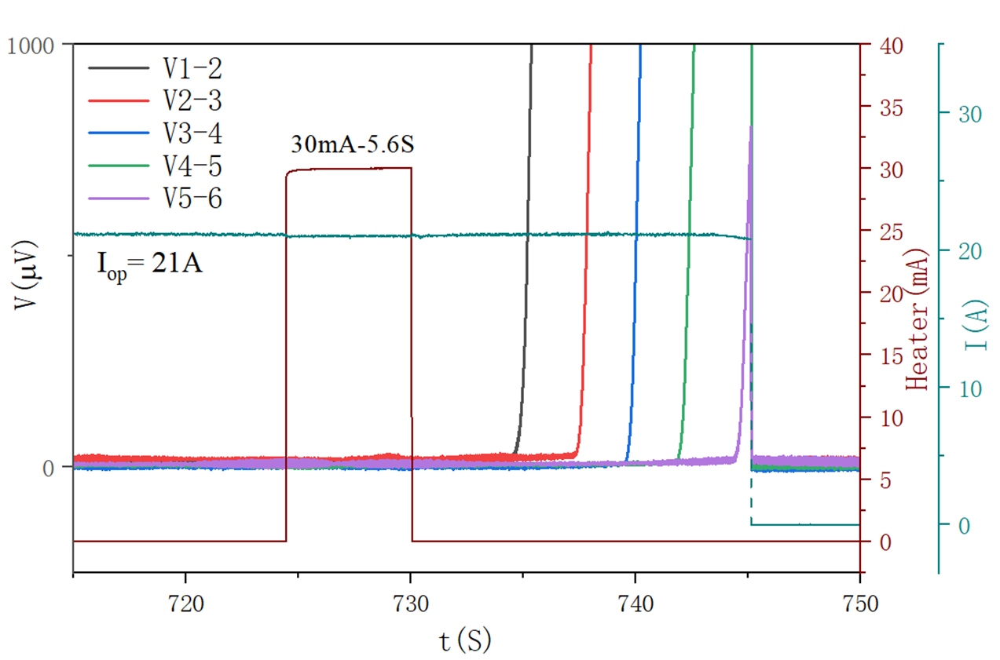 1000
0
V(μV)
V1-2
V2-3
V3-4
V4-5
V5-6
30mA-5.6S
Iop= 21A
720
730
740
750
t(S)
40
35
30
25
20
15
10
5
0
Heater(mA)
30
20
10
0
I(A)